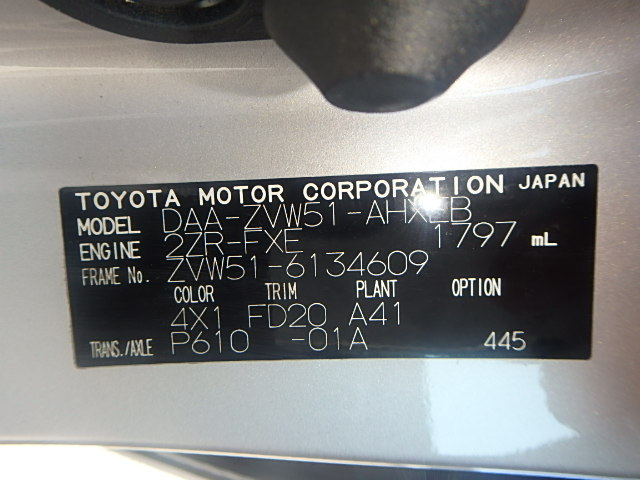 TOYOTA MOTOR CORPORATION JAPAN
MODEL DAA-ZVW51-AHXEB
ENGINE 2ZR-FXE 1797 mL
FRAME No. ZVW51-6134609
COLOR TRIM PLANT OPTION
4X1 FD20 A41
TRANS./AXLE P610 -01A 445